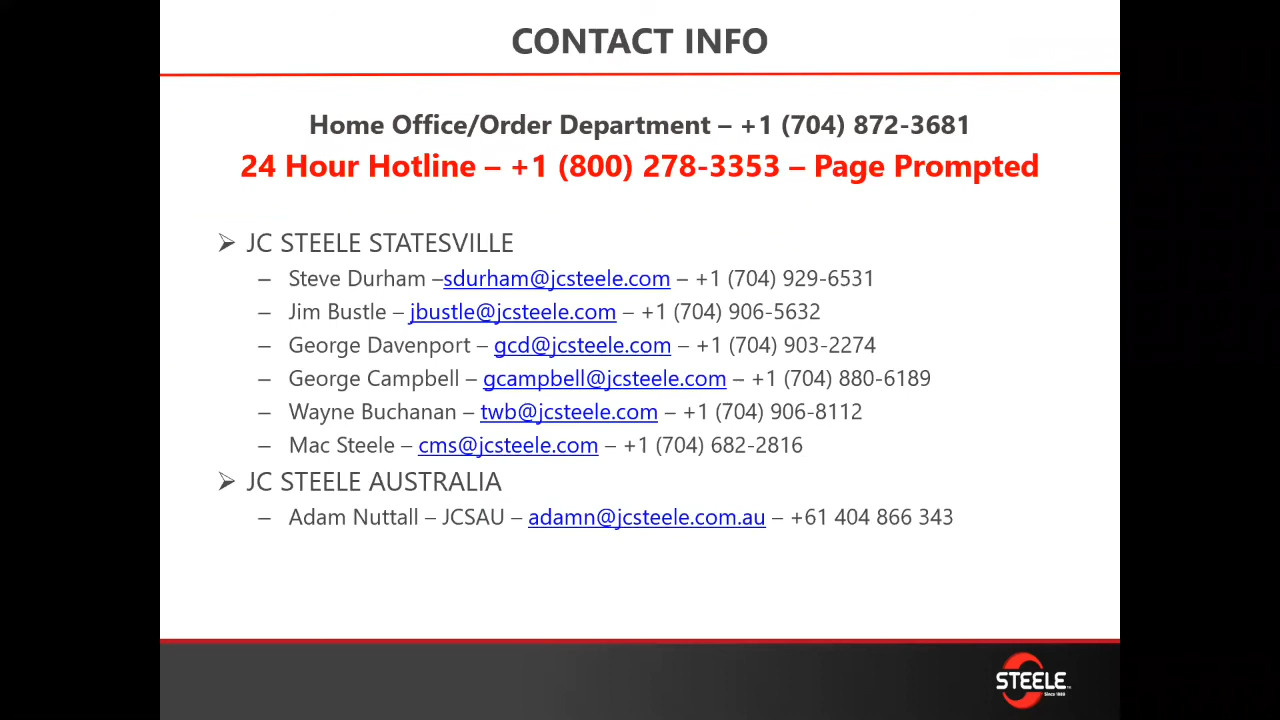 CONTACT INFO
Home Office/Order Department – +1 (704) 872-3681
24 Hour Hotline – +1 (800) 278-3353 – Page Prompted
➢ JC STEELE STATESVILLE
– Steve Durham –sdurham@jcsteele.com – +1 (704) 929-6531
– Jim Bustle – jbustle@jcsteele.com – +1 (704) 906-5632
– George Davenport – gcd@jcsteele.com – +1 (704) 903-2274
– George Campbell – gcampbell@jcsteele.com – +1 (704) 880-6189
– Wayne Buchanan – twb@jcsteele.com – +1 (704) 906-8112
– Mac Steele – cms@jcsteele.com – +1 (704) 682-2816
➢ JC STEELE AUSTRALIA
– Adam Nuttall – JCSAU – adamn@jcsteele.com.au – +61 404 866 343
STEELE
Since 1889